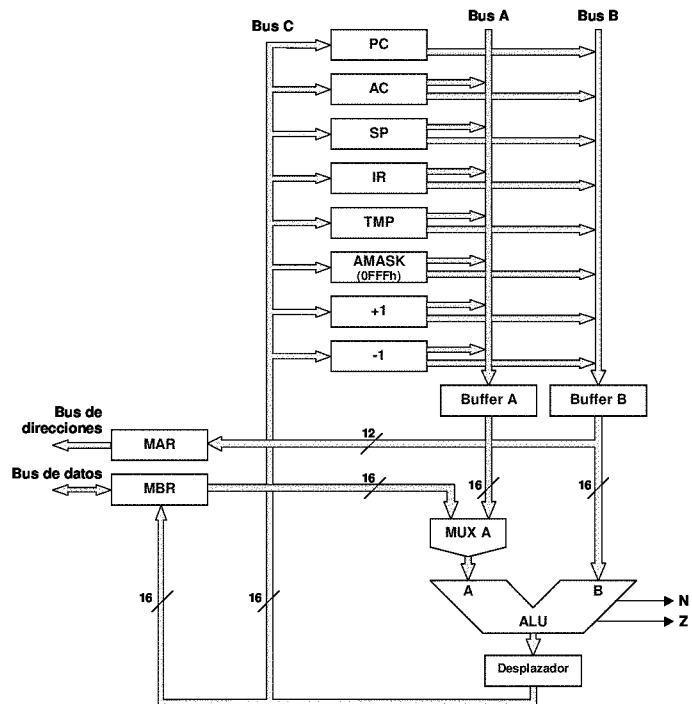 Bus C
Bus A
Bus B
PC
AC
SP
IR
TMP
AMASK
(0FFFh)
+1
-1
Buffer A
Buffer B
Bus de
direcciones
MAR
12
Bus de datos
MBR
16
16
16
MUX A
A
B
16
16
ALU
N
Z
Desplazador